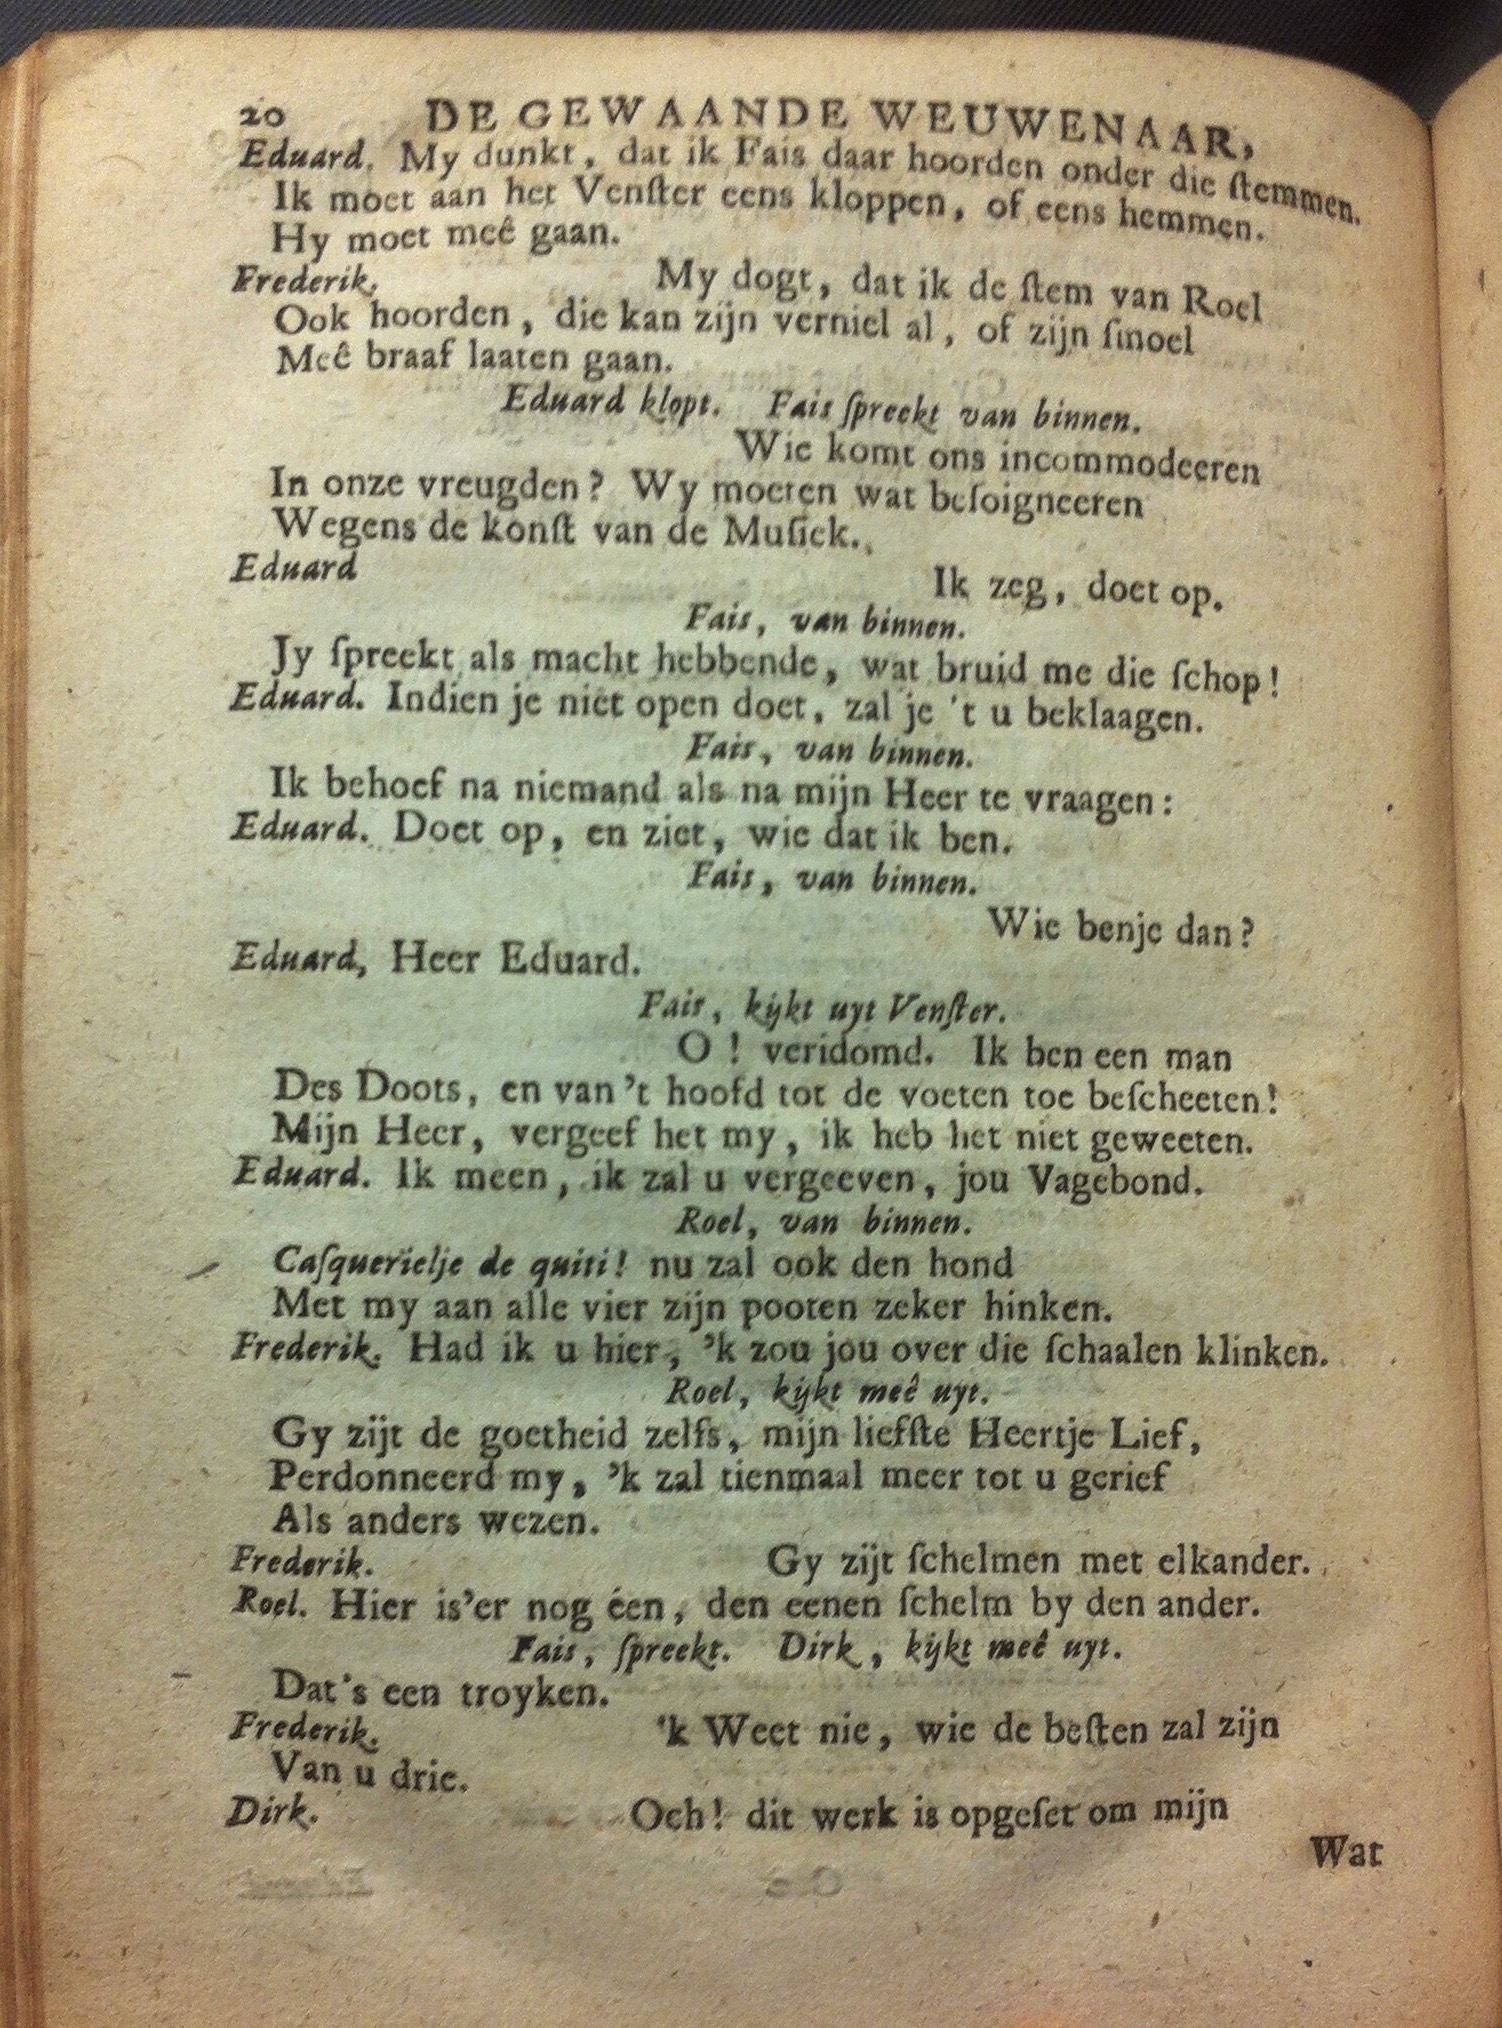 20 DE GEWAANDE WEUWENAAR,
Eduard. My dunkt, dat ik Fais daar hoorden onder die ſtemmen.
Ik moet aan het Venſter eens kloppen, of eens hemmen.
Hy moet meê gaan.
Frederik. My dogt, dat ik de ſtem van Roel
Ook hoorden, die kan zijn verniel al, of zijn ſmoel
Meê braaf laaten gaan.
Eduard klopt. Fais ſpreekt van binnen.
Wie komt ons incommodeeren
In onze vreugden? Wy moeten wat beſoigneeren
Wegens de konſt van de Muſiek.
Eduard Ik zeg, doet op.
Fais, van binnen.
Jy ſpreekt als macht hebbende, wat bruid me die ſchop!
Eduard. Indien je niet open doet, zal je 't u beklaagen.
Fais, van binnen.
Ik behoef na niemand als na mijn Heer te vraagen:
Eduard. Doet op, en ziet, wie dat ik ben.
Fais, van binnen.
Wie benje dan?
Eduard, Heer Eduard.
Fais, kijkt uyt Venſter.
O! veridomd. Ik ben een man
Des Doots, en van 't hoofd tot de voeten toe beſcheeten!
Mijn Heer, vergeef het my, ik heb het niet geweeten.
Eduard. Ik meen, ik zal u vergeeven, jou Vagebond.
Roel, van binnen.
Caſquerïelje de quiti! nu zal ook den hond
Met my aan alle vier zijn pooten zeker hinken.
Frederik. Had ik u hier, 'k zou jou over die ſchaalen klinken.
Roel, kijkt meê uyt.
Gy zijt de goetheid zelfs, mijn liefſte Heertje Lief,
Perdonneerd my, 'k zal tienmaal meer tot u gerief
Als anders wezen.
Frederik. Gy zijt ſchelmen met elkander.
Roel. Hier is'er nog éen, den eenen ſchelm by den ander.
Fais, ſpreekt. Dirk, kijkt meê uyt.
Dat's een troyken.
Frederik. 'k Weet nie, wie de beſten zal zijn
Van u drie.
Dirk. Och! dit werk is opgeſet om mijn
Wat